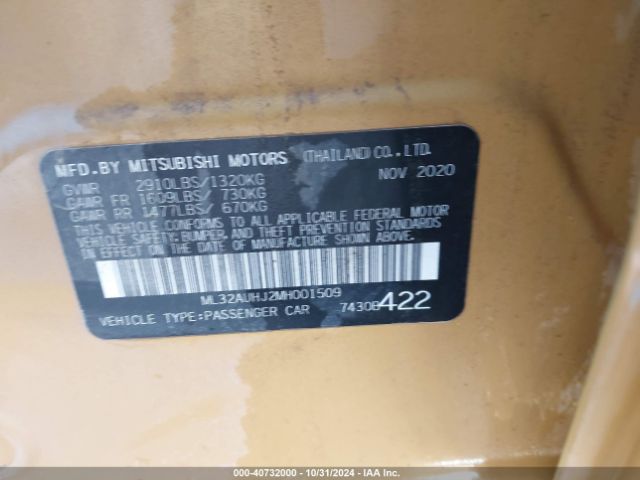 MFD.BY MITSUBISHI MOTORS (THAILAND)CO.,LTD.
GVWR 2910LBS/1320KG NOV 2020
GAWR FR 1609LBS/ 730KG
GAWR RR 1477LBS/ 670KG
THIS VEHICLE CONFORMS TO ALL APPLICABLE FEDERAL MOTOR
VEHICLE SAFETY,BUMPER AND THEFT PREVENTION STANDARDS
IN EFFECT ON THE DATE OF MANUFACTURE SHOWN ABOVE.
ML32AUHJ2MH001509
VEHICLE TYPE:PASSENGER CAR 7430B422
000-40732000 - 10/31/2024 - IAA Inc.